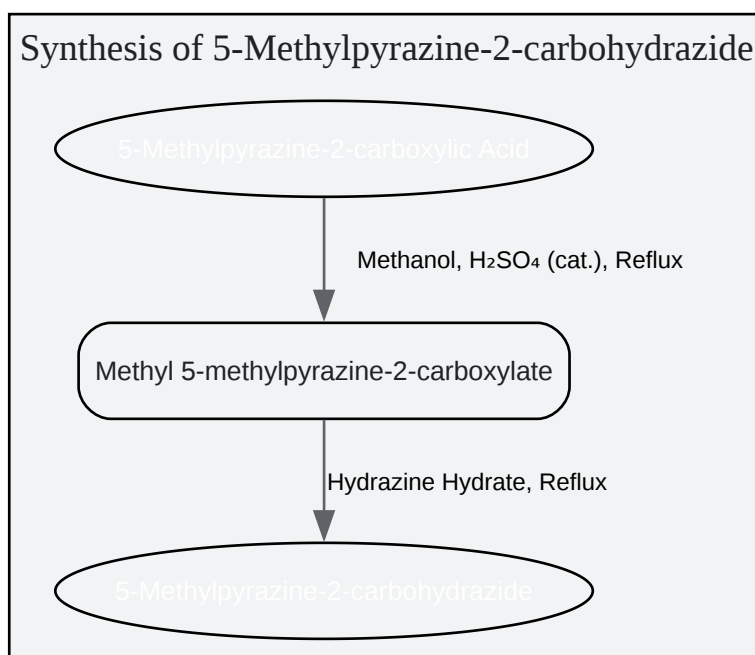 Synthesis of 5-Methylpyrazine-2-carbohydrazide
5-Methylpyrazine-2-carboxylic Acid
Methanol, H₂SO₄ (cat.), Reflux
Methyl 5-methylpyrazine-2-carboxylate
Hydrazine Hydrate, Reflux
5-Methylpyrazine-2-carbohydrazide